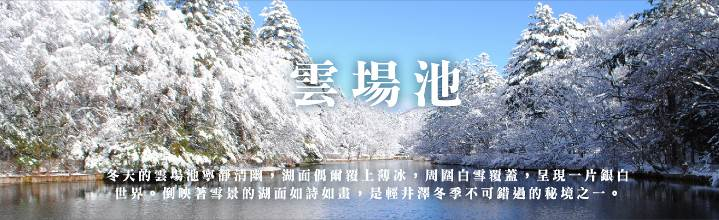 雲場池
冬天的雲場池寧靜清幽，湖面偶爾覆上薄冰，周圍白雪覆蓋，呈現一片銀白
世界。倒映著雪景的湖面如詩如畫，是輕井澤冬季不可錯過的秘境之一。